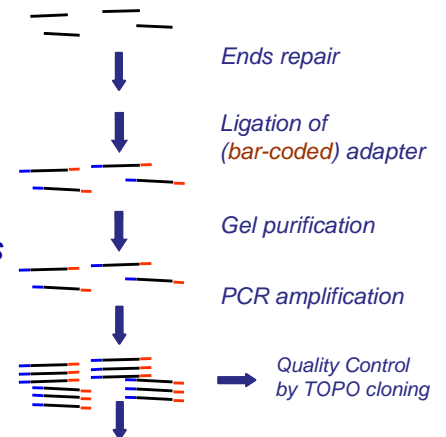 Ends repair
Ligation of
(bar-coded) adapter
Gel purification
s
PCR amplification
Quality Control
by TOPO cloning